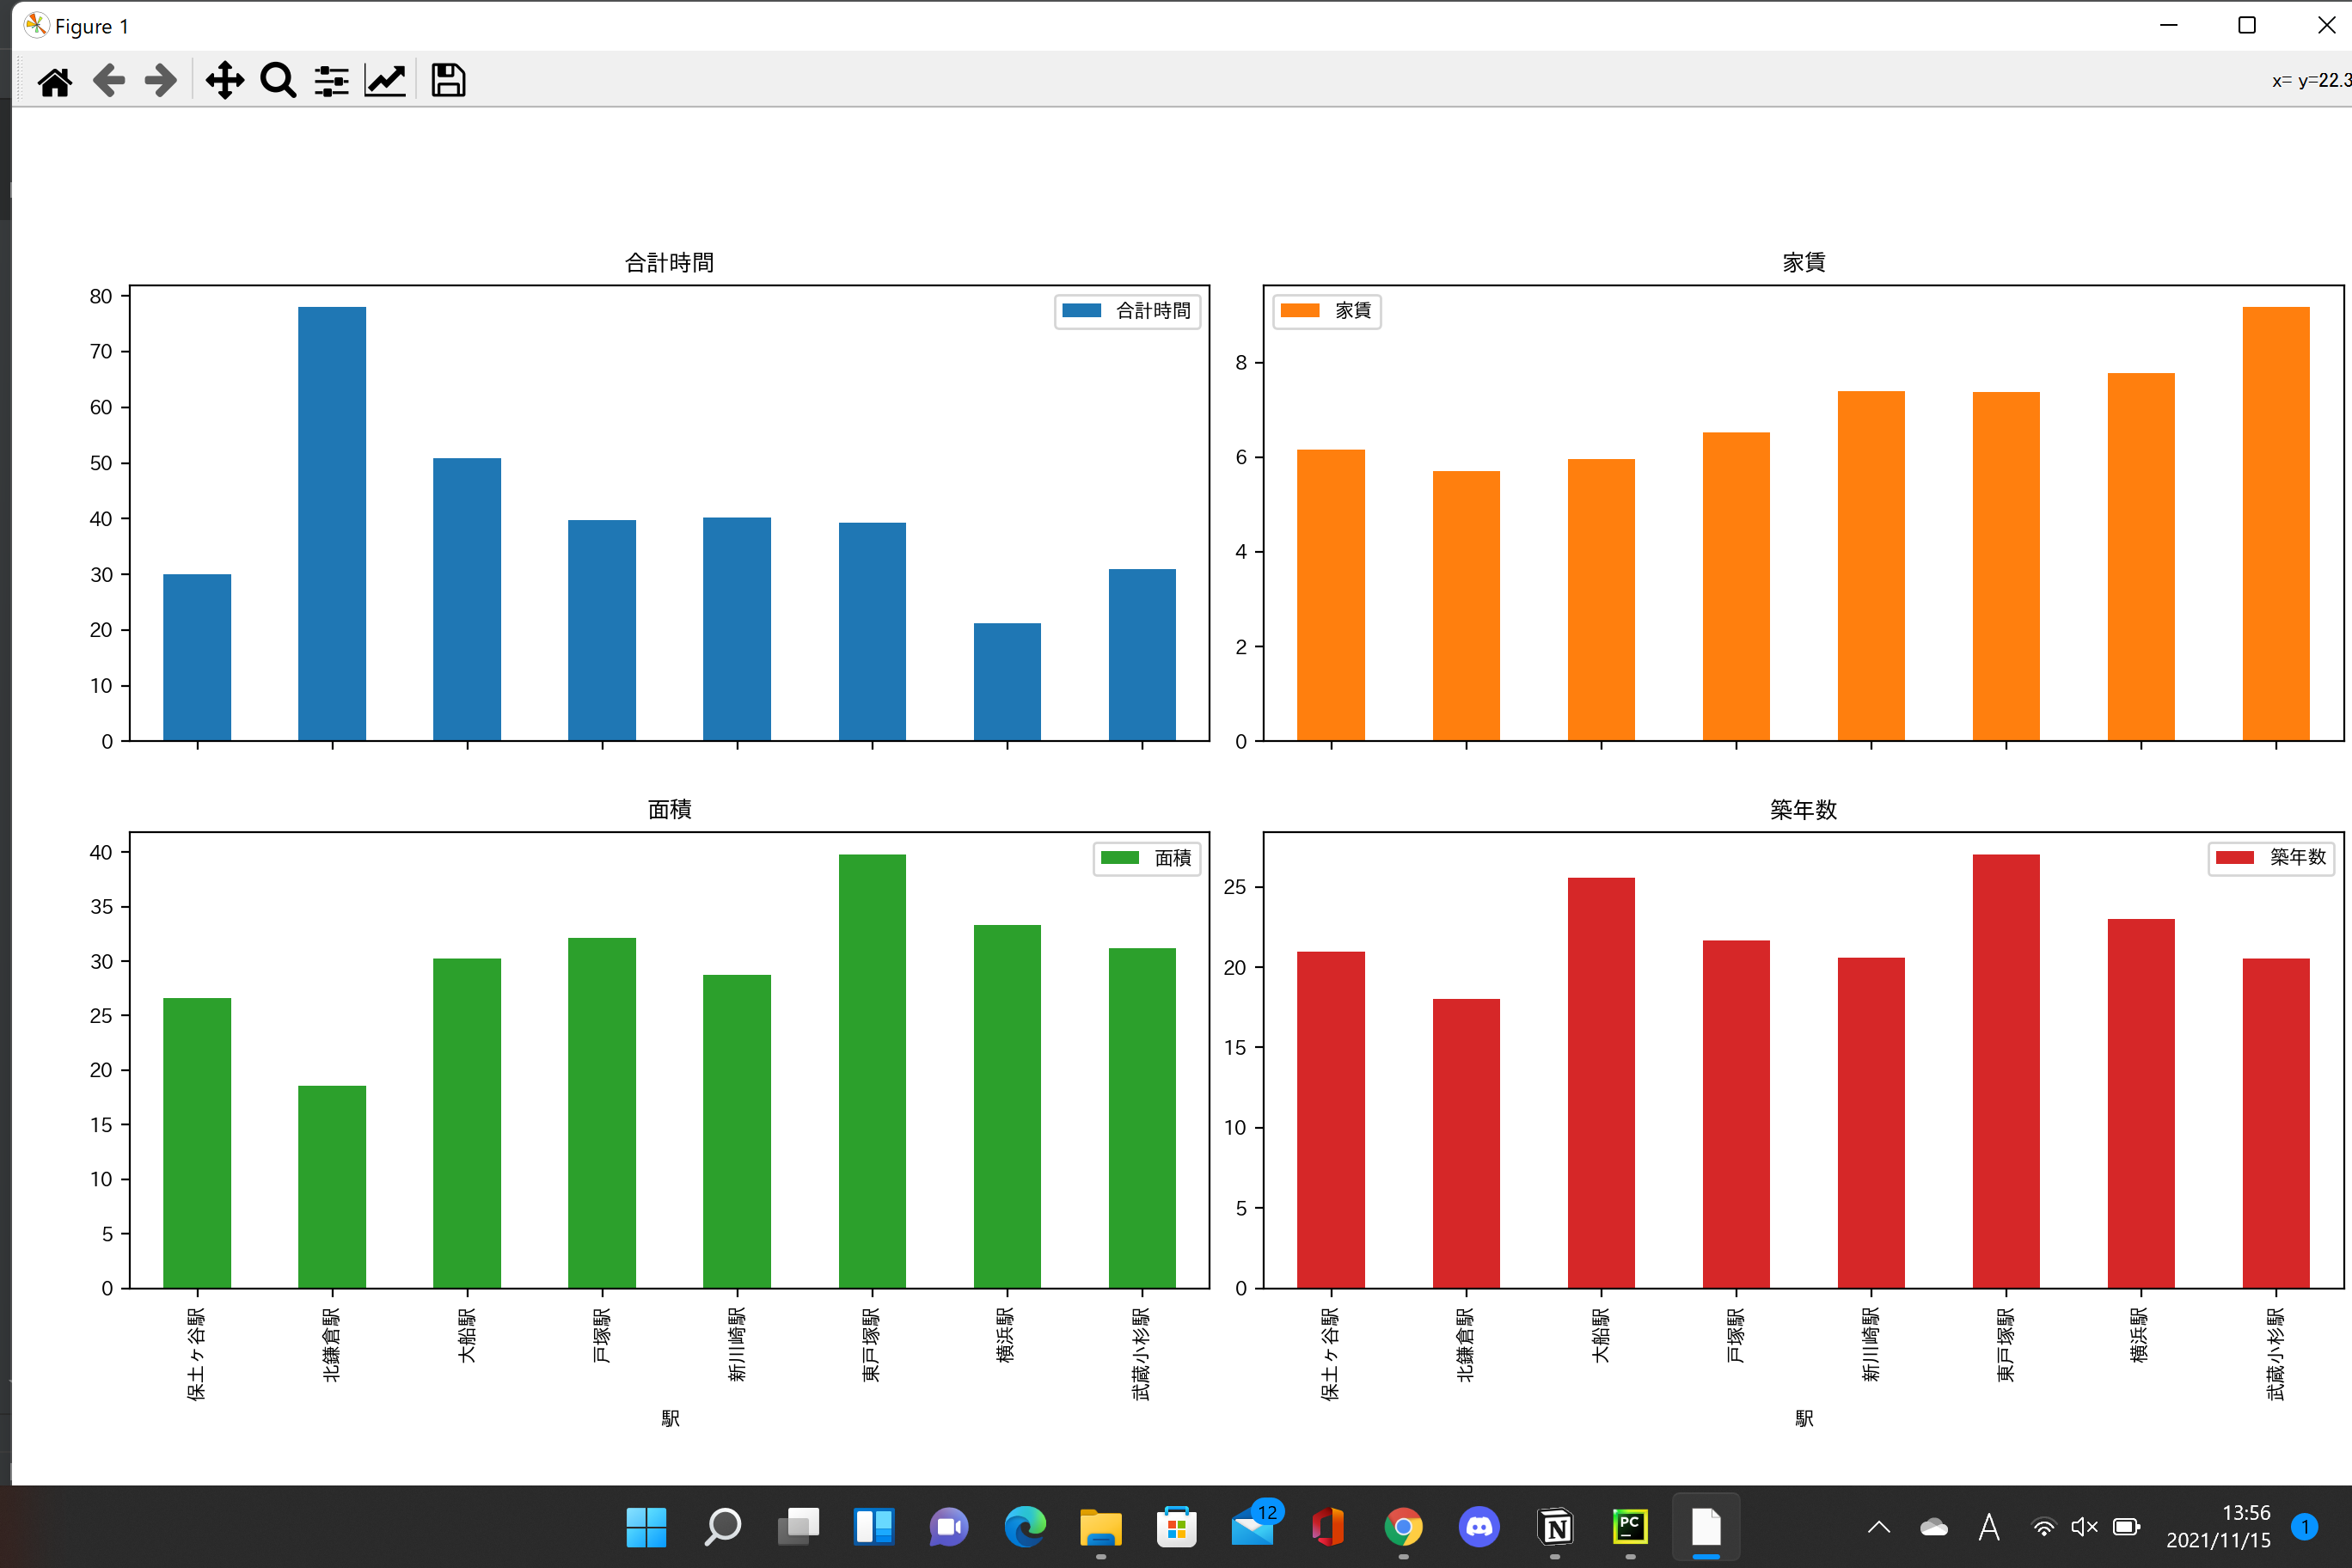 Figure 1
x= y=22.3
合計時間
合計時間
80
70
60
50
40
30
20
10
0
家賃
家賃
8
6
4
2
0
面積
面積
40
35
30
25
20
15
10
5
0
保土ヶ谷駅
北鎌倉駅
大船駅
戸塚駅
新川崎駅
東戸塚駅
横浜駅
武蔵小杉駅
駅
築年数
築年数
25
20
15
10
5
0
保土ヶ谷駅
北鎌倉駅
大船駅
戸塚駅
新川崎駅
東戸塚駅
横浜駅
武蔵小杉駅
駅
12
N
PC
A
13:56
2021/11/15
1